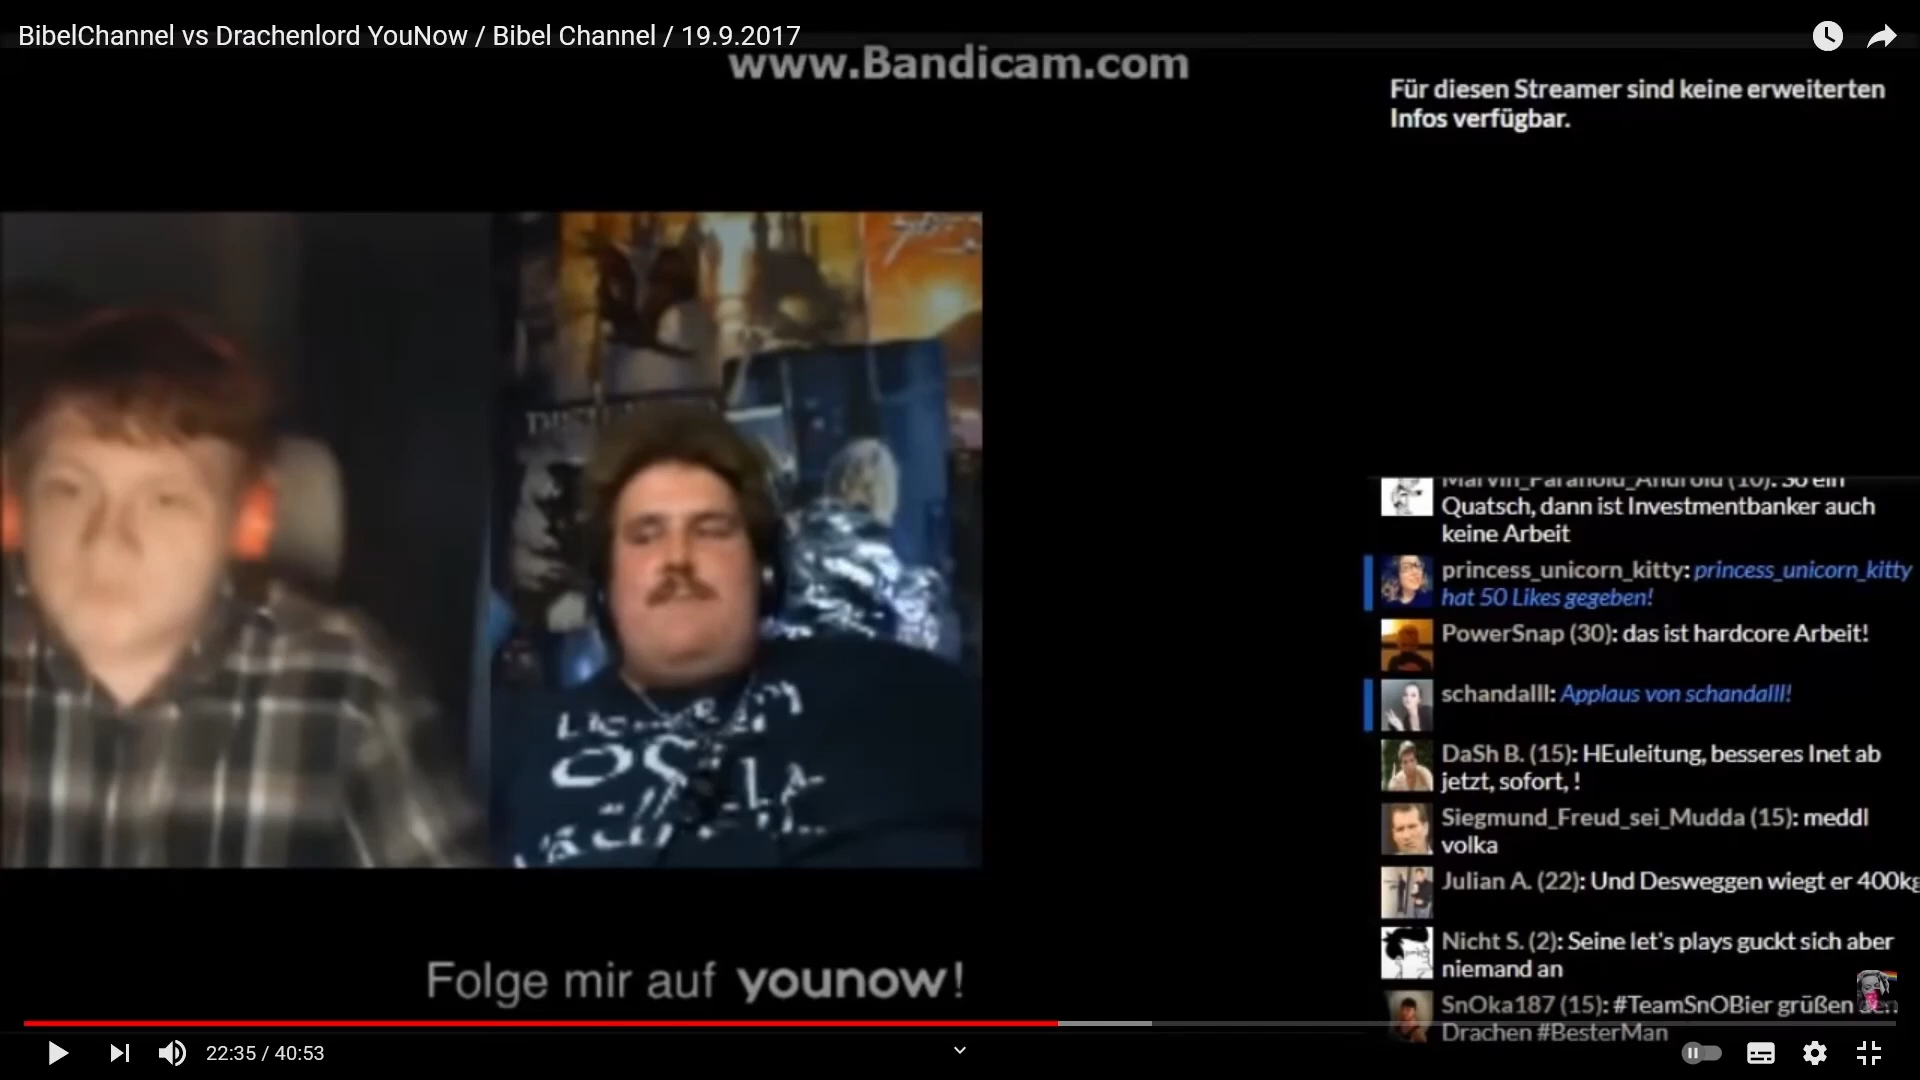 BibelChannel vs Drachenlord YouNow / Bibel Channel / 19.9.2017
www.Bandicam.com
Für diesen Streamer sind keine erweiterten
Infos verfügbar.
Marvin_Paranoid_Android (10): So ein
Quatsch, dann ist Investmentbanker auch
keine Arbeit
princess_unicorn_kitty: princess_unicorn_kitty
hat 50 Likes gegeben!
PowerSnap (30): das ist hardcore Arbeit!
schandalll: Applaus von schandalll!
DaSh B. (15): HEuleitung, besseres Inet ab
jetzt, sofort, !
Siegmund_Freud_sei_Mudda (15): meddl
volka
Julian A. (22): Und Desweggen wiegt er 400kg
Nicht S. (2): Seine let's plays guckt sich aber
niemand an
SnOka187 (15): #TeamSnOBier grüßen
Drachen #BesterMan
Folge mir auf younow!
22:35 / 40:53